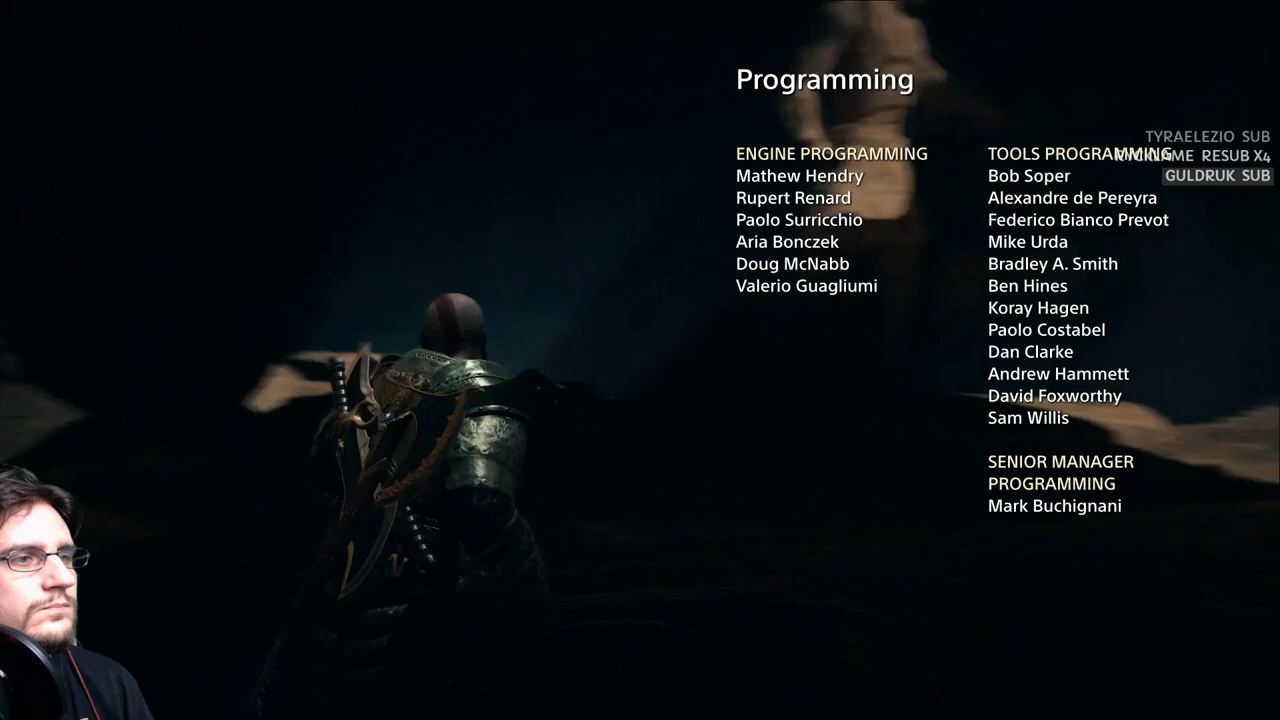 Programming
ENGINE PROGRAMMING
Mathew Hendry
Rupert Renard
Paolo Surricchio
Aria Bonczek
Doug McNabb
Valerio Guagliumi
TOOLS PROGRAMMING
Bob Soper
Alexandre de Pereyra
Federico Bianco Prevot
Mike Urda
Bradley A. Smith
Ben Hines
Koray Hagen
Paolo Costabel
Dan Clarke
Andrew Hammett
David Foxworthy
Sam Willis
SENIOR MANAGER
PROGRAMMING
Mark Buchignani
TYRAELEZIO SUB
RESUB X4
GULDRUK SUB